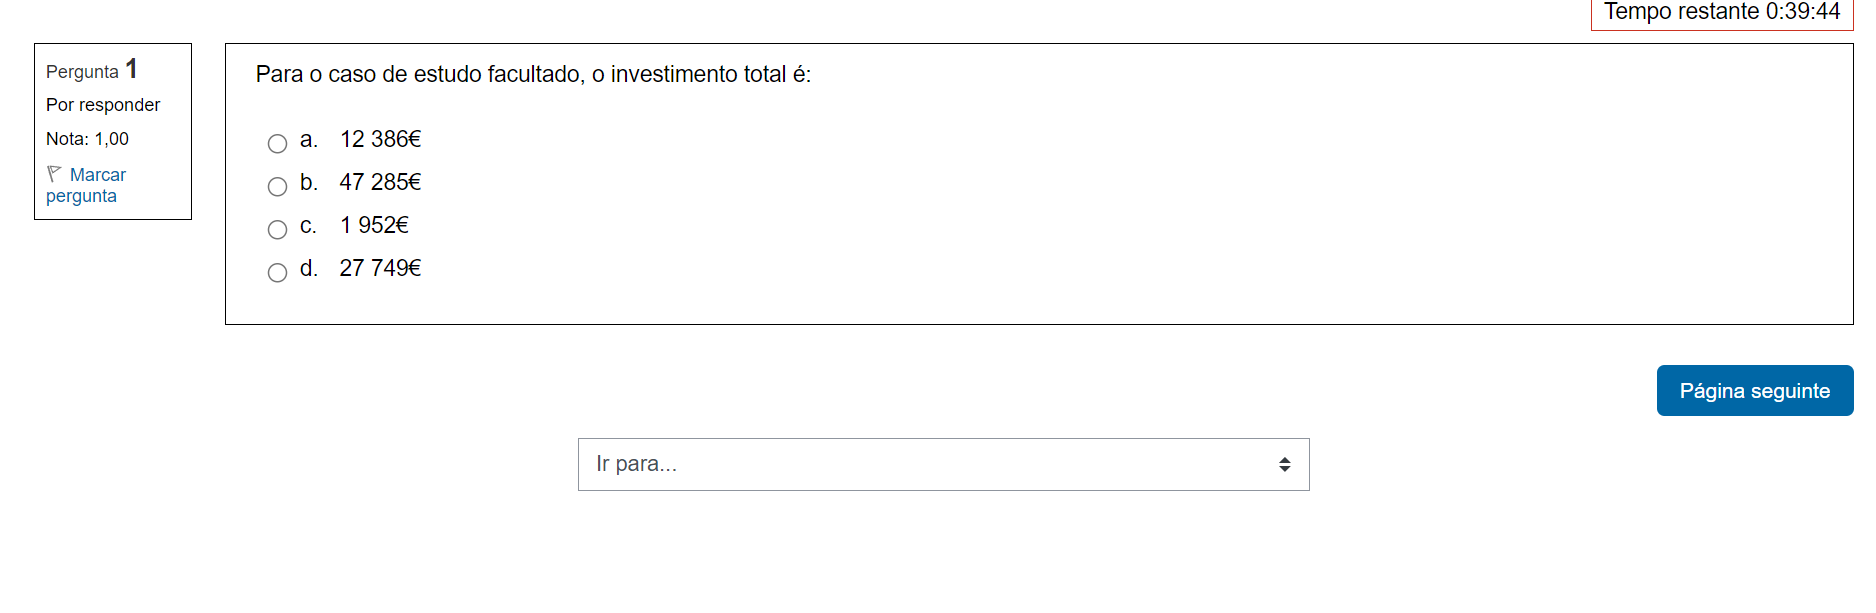 Tempo restante 0:39:44
Pergunta 1
Por responder
Nota: 1,00
Marcar
pergunta
Para o caso de estudo facultado, o investimento total é:
a. 12 386€
b. 47 285€
c. 1 952€
d. 27 749€
Página seguinte
Ir para...